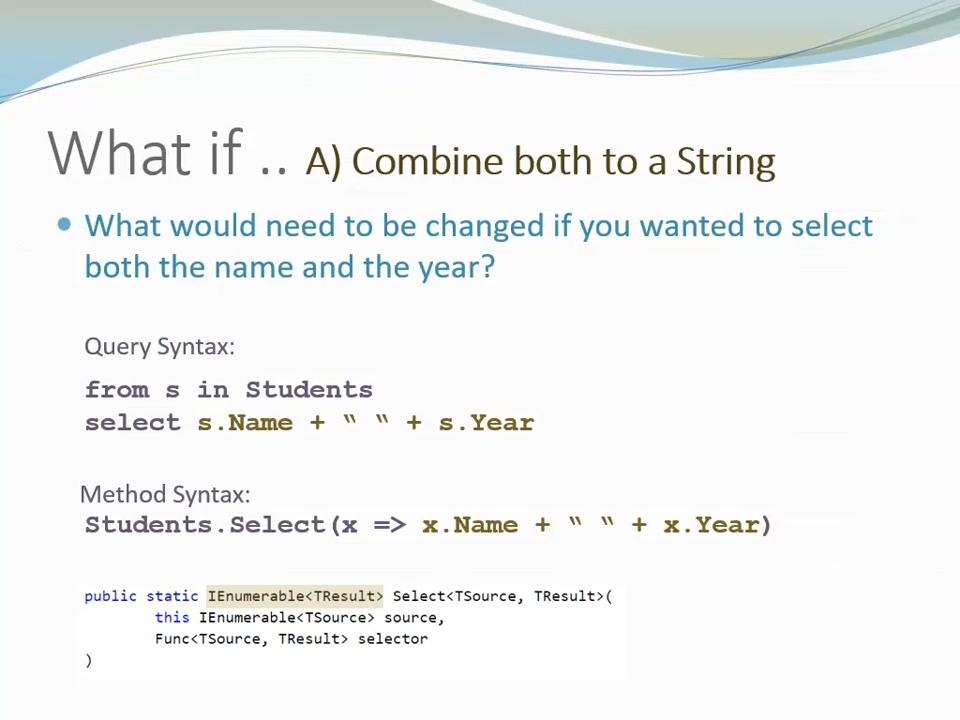 What if .. A) Combine both to a String
• What would need to be changed if you wanted to select
both the name and the year?
Query Syntax:
from s in Students
select s.Name + “ “ + s.Year
Method Syntax:
Students.Select(x => x.Name + “ “ + x.Year)
public static IEnumerable<TResult> Select<TSource, TResult>(
this IEnumerable<TSource> source,
Func<TSource, TResult> selector
)